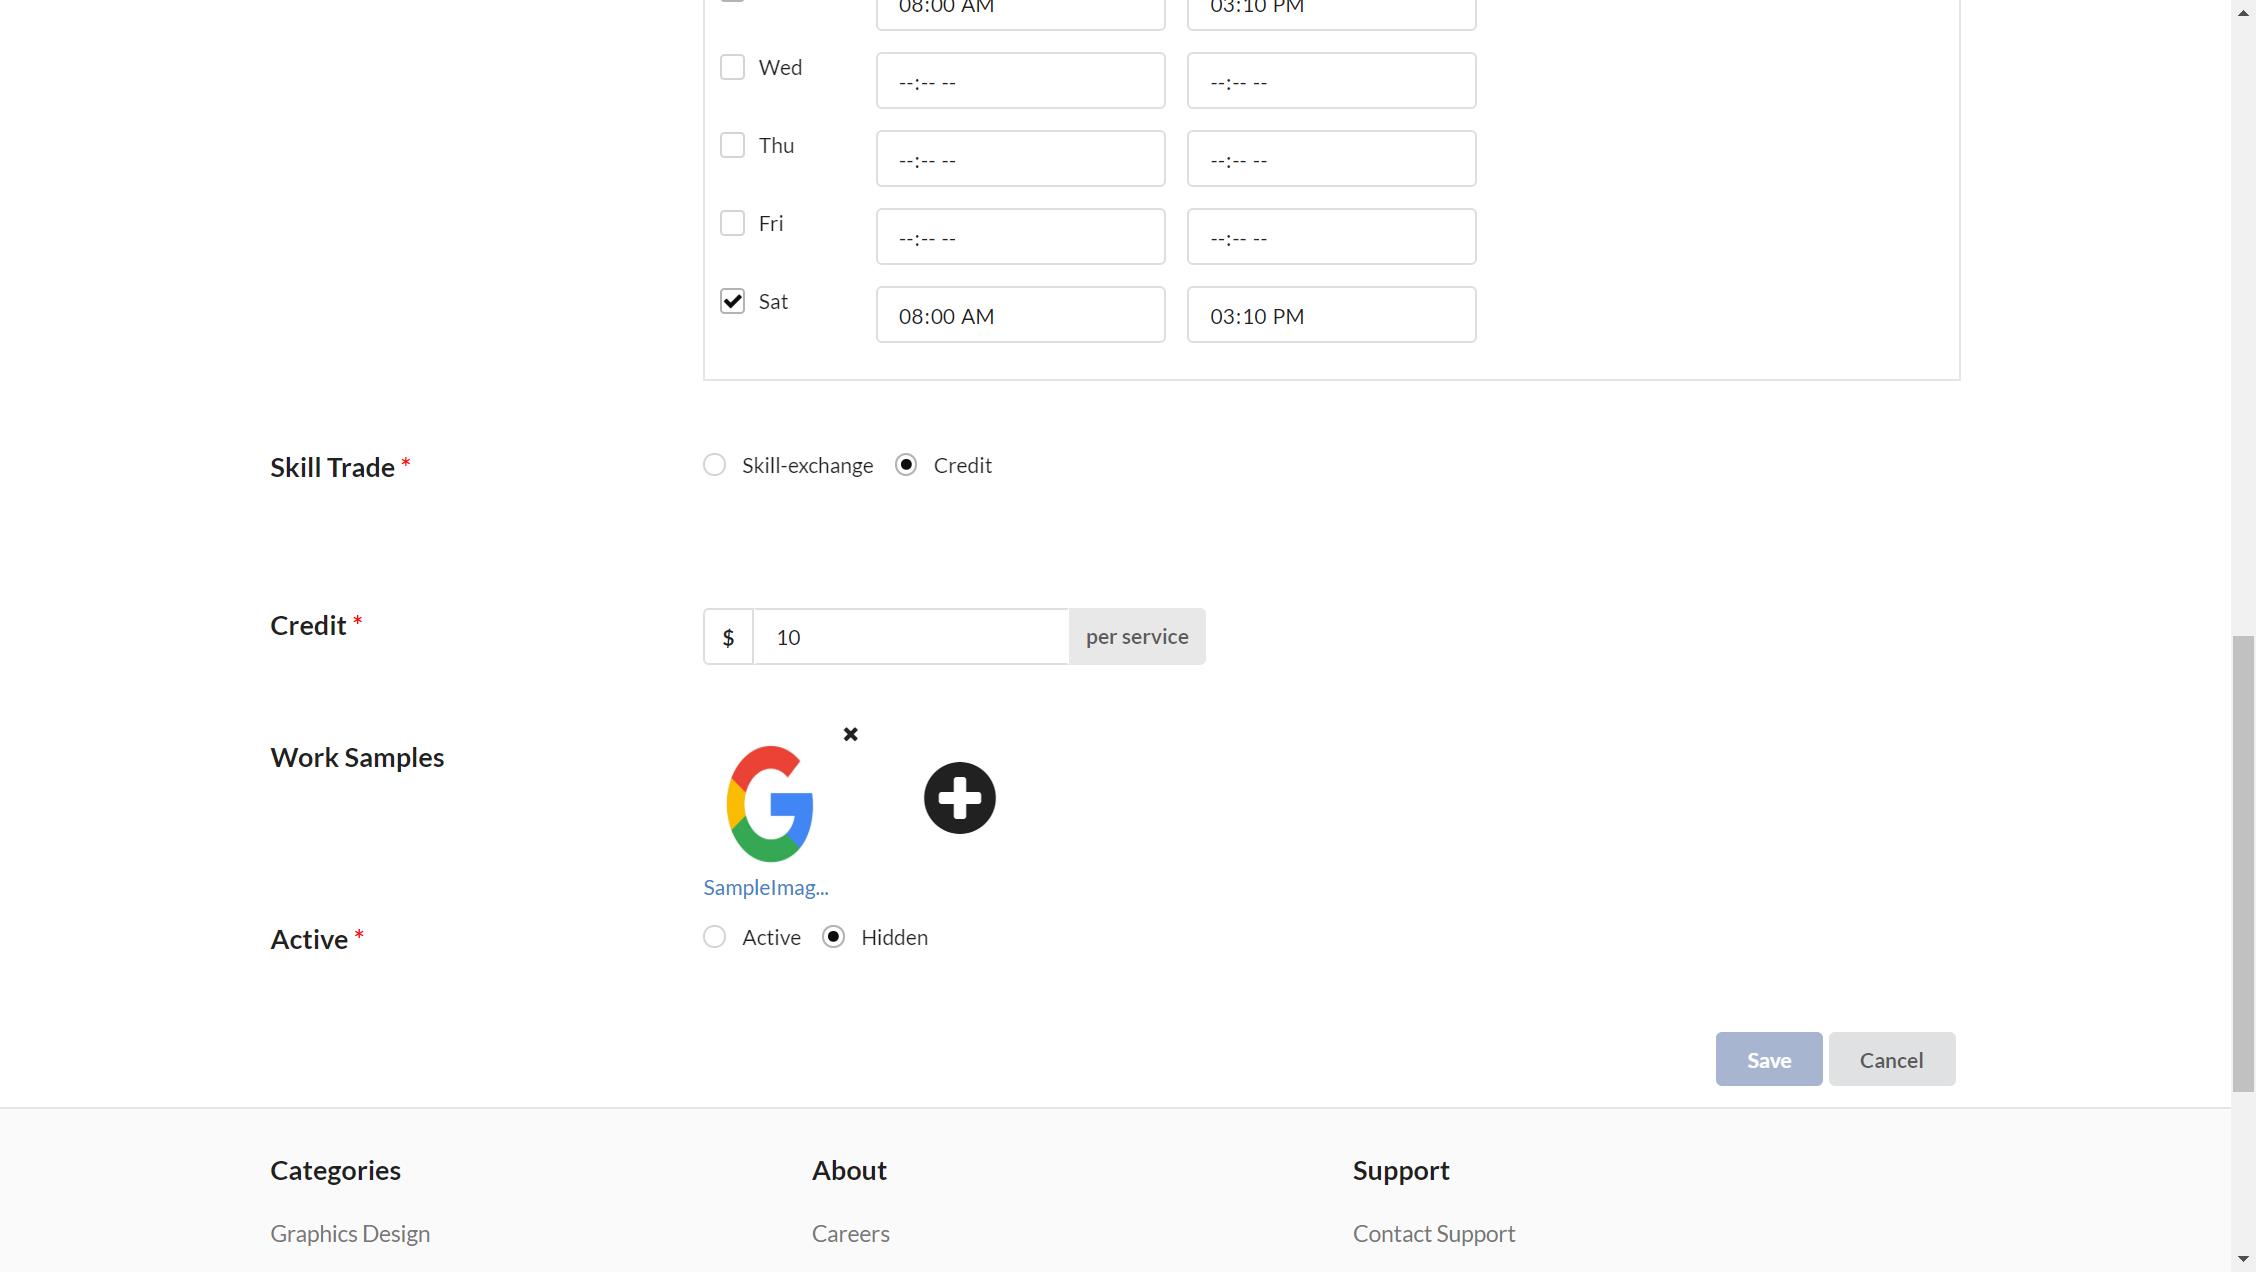 08:00 AM 03:10 PM
Wed --:-- -- --:-- --
Thu --:-- -- --:-- --
Fri --:-- -- --:-- --
Sat 08:00 AM 03:10 PM
Skill Trade * Skill-exchange Credit
Credit * $ 10 per service
Work Samples
SampleImag...
Active * Active Hidden
Save Cancel
Categories About Support
Graphics Design Careers Contact Support